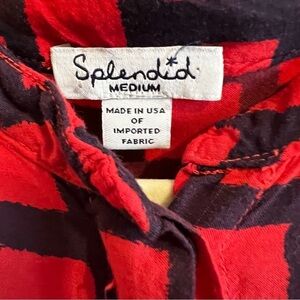 Splendid
MEDIUM
MADE IN USA
OF
IMPORTED
FABRIC